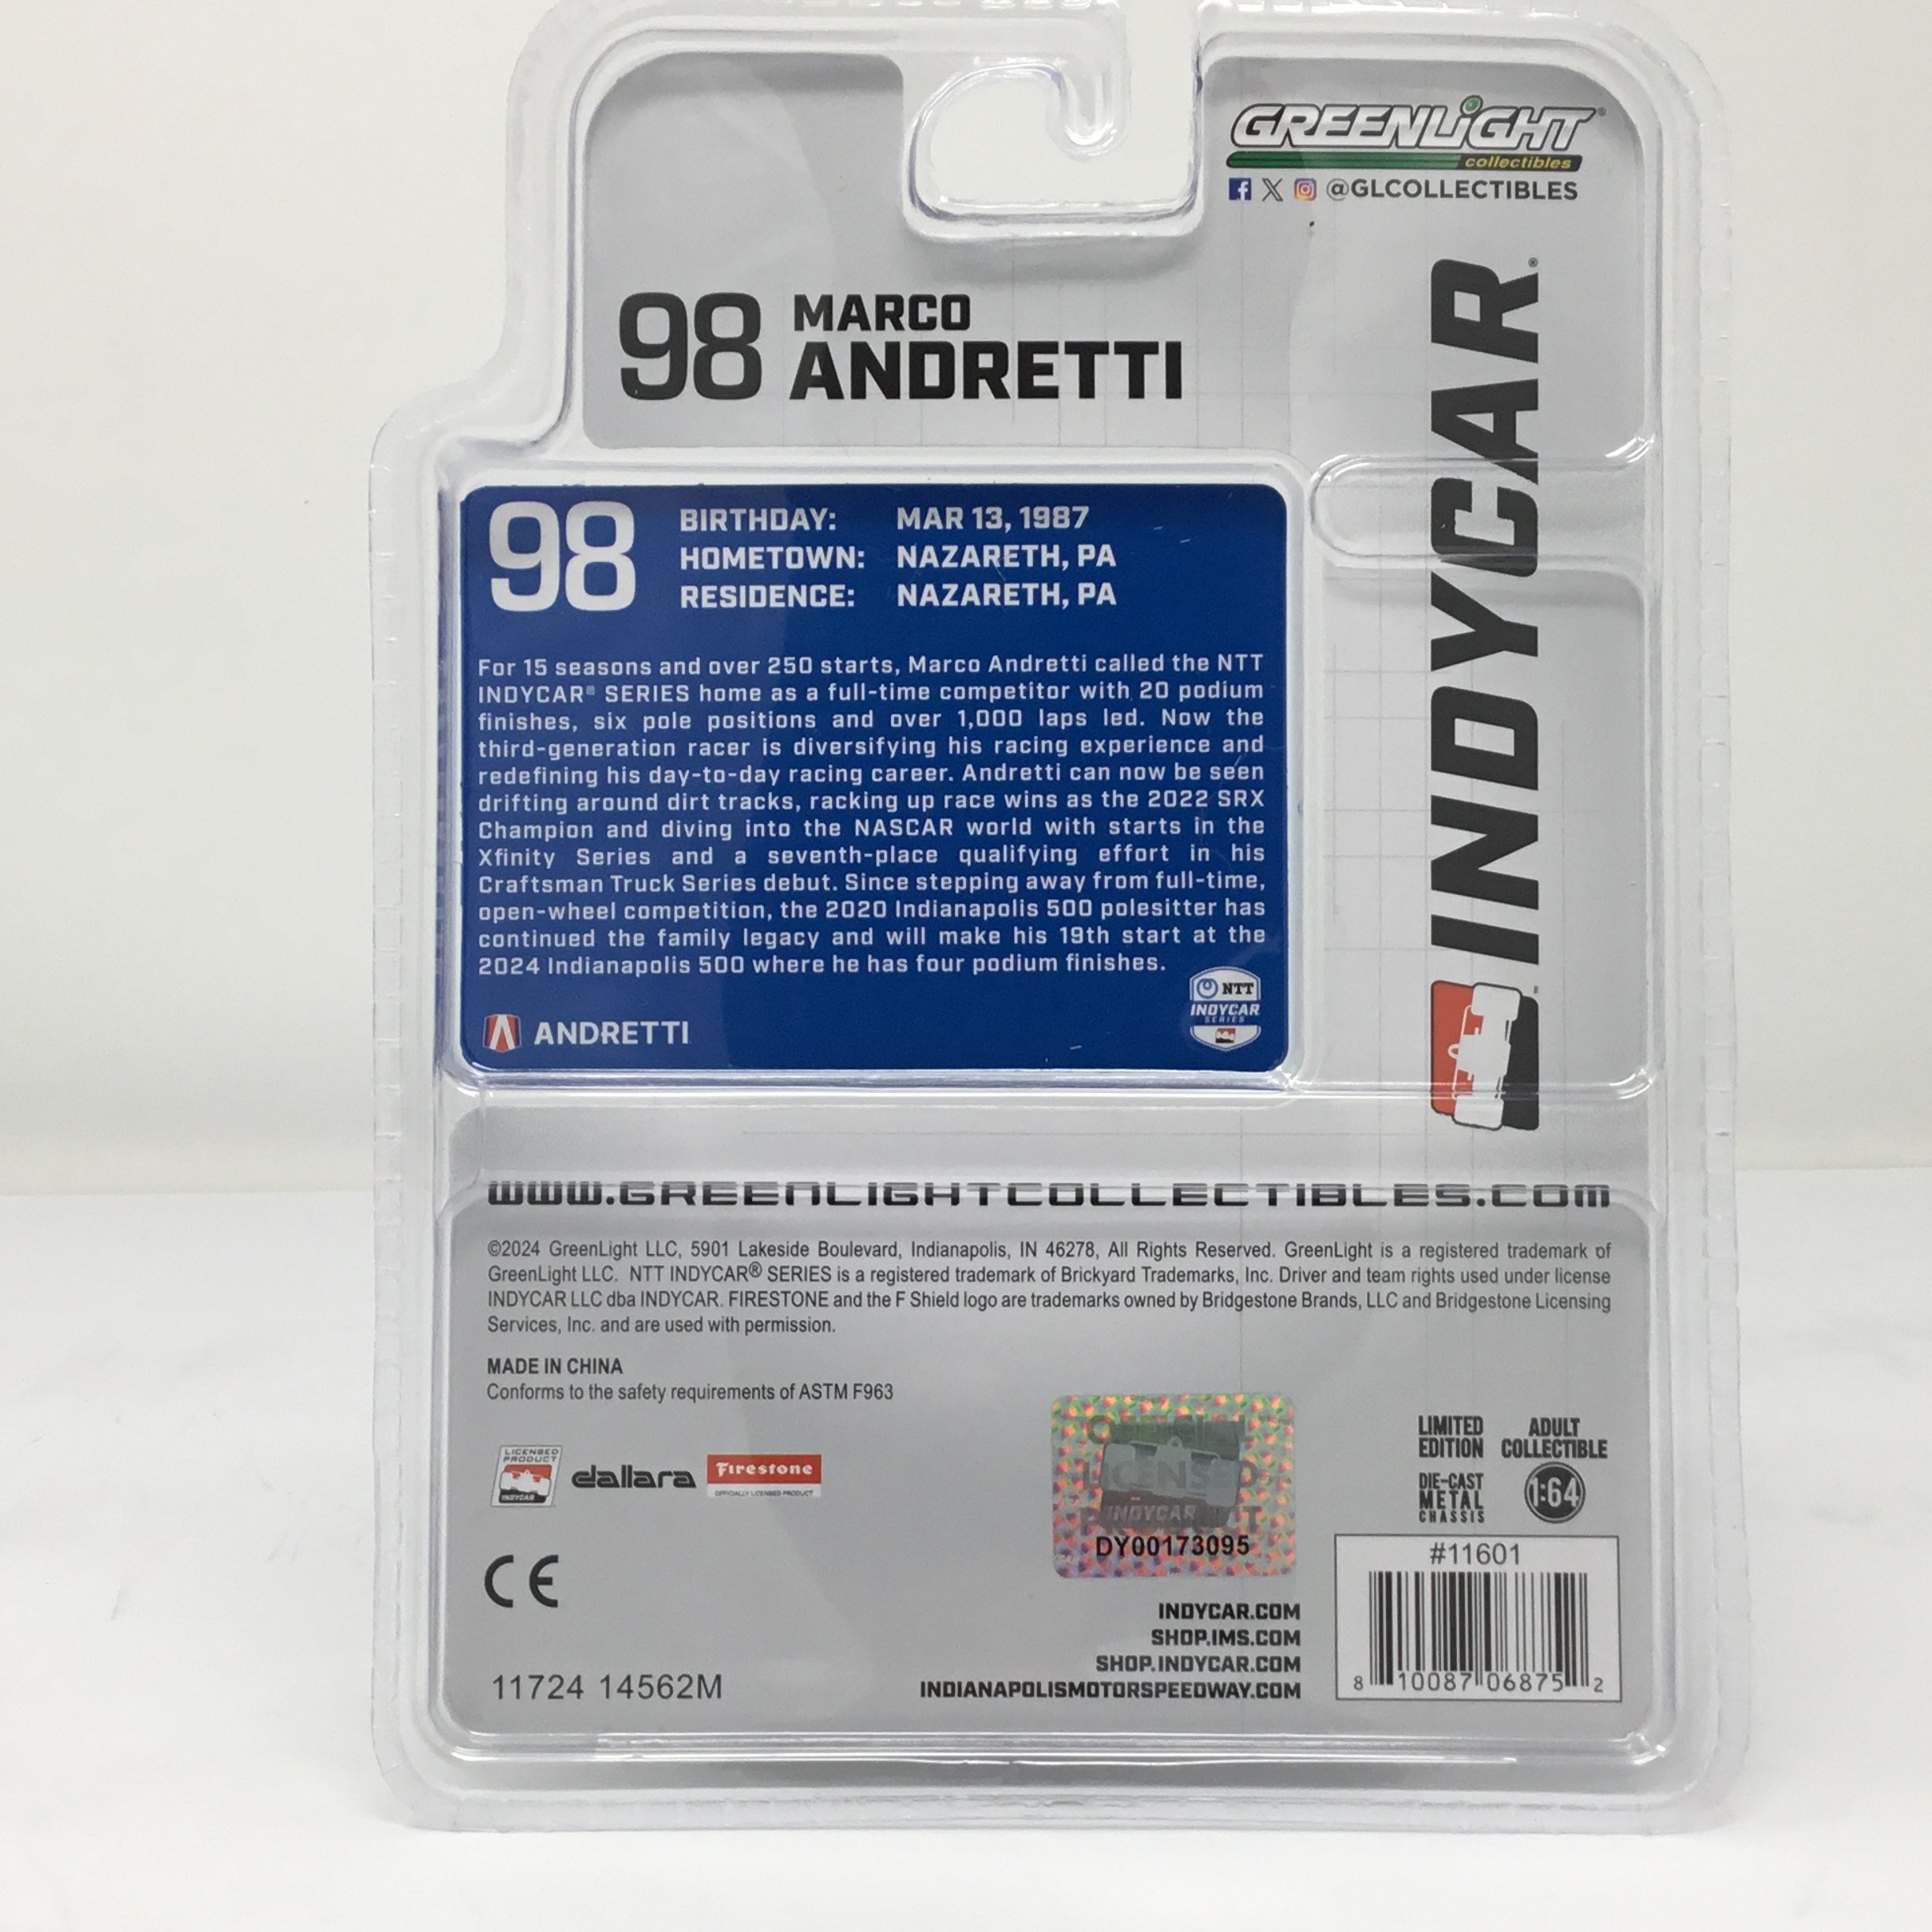 GREENLiGHT®
collectibles
@GLCOLLECTIBLES
98 MARCO
ANDRETTI
INDYCAR®
98
BIRTHDAY: MAR 13, 1987
HOMETOWN: NAZARETH, PA
RESIDENCE: NAZARETH, PA
For 15 seasons and over 250 starts, Marco Andretti called the NTT
INDYCAR® SERIES home as a full-time competitor with 20 podium
finishes, six pole positions and over 1,000 laps led. Now the
third-generation racer is diversifying his racing experience and
redefining his day-to-day racing career. Andretti can now be seen
drifting around dirt tracks, racking up race wins as the 2022 SRX
Champion and diving into the NASCAR world with starts in the
Xfinity Series and a seventh-place qualifying effort in his
Craftsman Truck Series debut. Since stepping away from full-time,
open-wheel competition, the 2020 Indianapolis 500 polesitter has
continued the family legacy and will make his 19th start at the
2024 Indianapolis 500 where he has four podium finishes.
ANDRETTI
NTT
INDYCAR
SERIES
WWW.GREENLIGHTCOLLECTIBLES.COM
©2024 GreenLight LLC, 5901 Lakeside Boulevard, Indianapolis, IN 46278, All Rights Reserved. GreenLight is a registered trademark of
GreenLight LLC. NTT INDYCAR® SERIES is a registered trademark of Brickyard Trademarks, Inc. Driver and team rights used under license
INDYCAR LLC dba INDYCAR. FIRESTONE and the F Shield logo are trademarks owned by Bridgestone Brands, LLC and Bridgestone Licensing
Services, Inc. and are used with permission.
MADE IN CHINA
Conforms to the safety requirements of ASTM F963
LICENSED
PRODUCT
INDYCAR
dallara
Firestone
OFFICIALLY LICENSED PRODUCT
OFFICIAL
LICENSED
INDYCAR
PRODUCT
DY00173095
LIMITED
EDITION
ADULT
COLLECTIBLE
DIE-CAST
METAL
CHASSIS
1:64
CE
#11601
8 10087 06875 2
INDYCAR.COM
SHOP.IMS.COM
SHOP.INDYCAR.COM
INDIANAPOLISMOTORSPEEDWAY.COM
11724 14562M